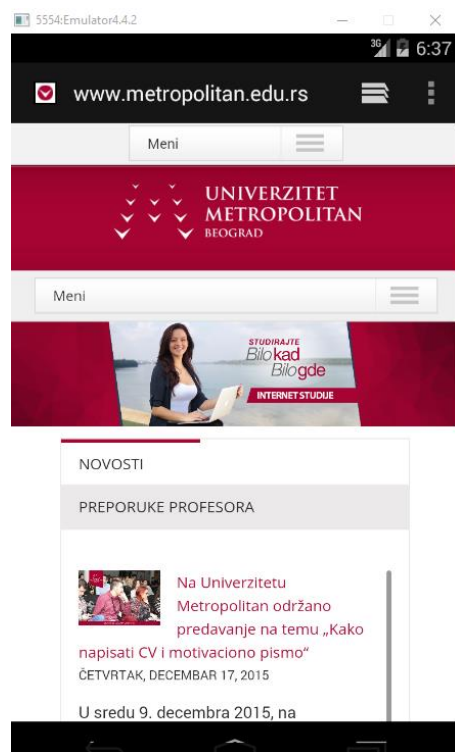 5554:Emulator4.4.2
3G 6:37
www.metropolitan.edu.rs
Meni
UNIVERZITET
METROPOLITAN
BEOGRAD
Meni
STUDIRAJTE
Bilo kad
Bilo gde
INTERNET STUDIJE
NOVOSTI
PREPORUKE PROFESORA
Na Univerzitetu
Metropolitan održano
predavanje na temu „Kako
napisati CV i motivaciono pismo“
ČETVRTAK, DECEMBAR 17, 2015
U sredu 9. decembra 2015, na